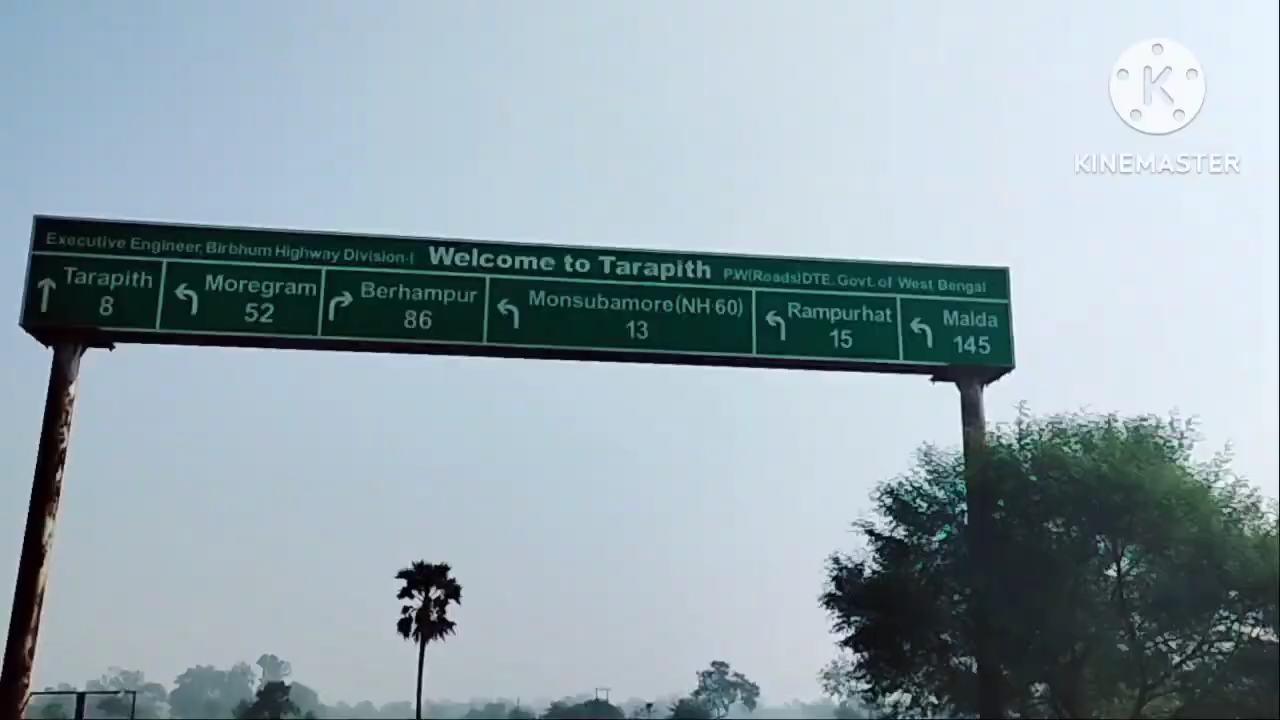 K
KINEMASTER
Executive Engineer, Birbhum Highway Division-I Welcome to Tarapith P.W(Roads)DTE. Govt. of West Bengal
↑ Tarapith
8
↰ Moregram
52
↱ Berhampur
86
↰ Monsubamore(NH-60)
13
↰ Rampurhat
15
↰ Malda
145